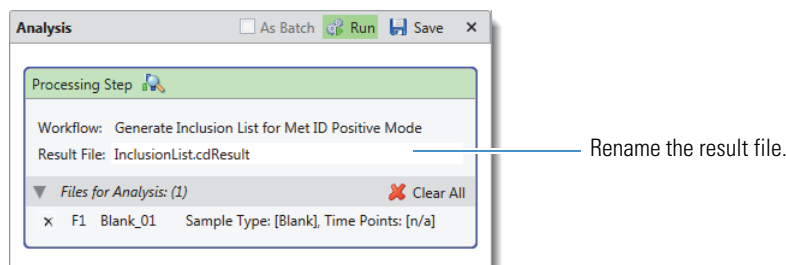 Analysis As Batch Run Save ×
Processing Step
Workflow: Generate Inclusion List for Met ID Positive Mode
Result File: InclusionList.cdResult
Rename the result file.
Files for Analysis: (1) Clear All
× F1 Blank_01 Sample Type: [Blank], Time Points: [n/a]